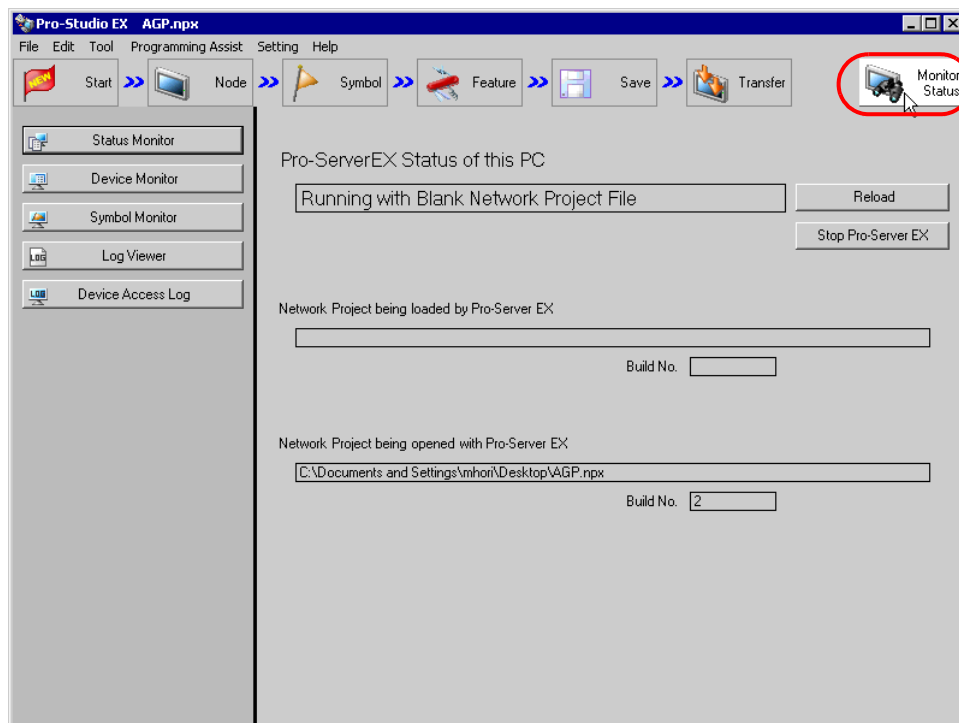 Pro-Studio EX AGP.npx
File Edit Tool Programming Assist Setting Help
NEW Start Node Symbol Feature Save Transfer Monitor Status
Status Monitor
Device Monitor
Symbol Monitor
LOG Log Viewer
LOG Device Access Log
Pro-ServerEX Status of this PC
Running with Blank Network Project File
Reload
Stop Pro-Server EX
Network Project being loaded by Pro-Server EX
Build No.
Network Project being opened with Pro-Server EX
C:\Documents and Settings\mhori\Desktop\AGP.npx
Build No. 2